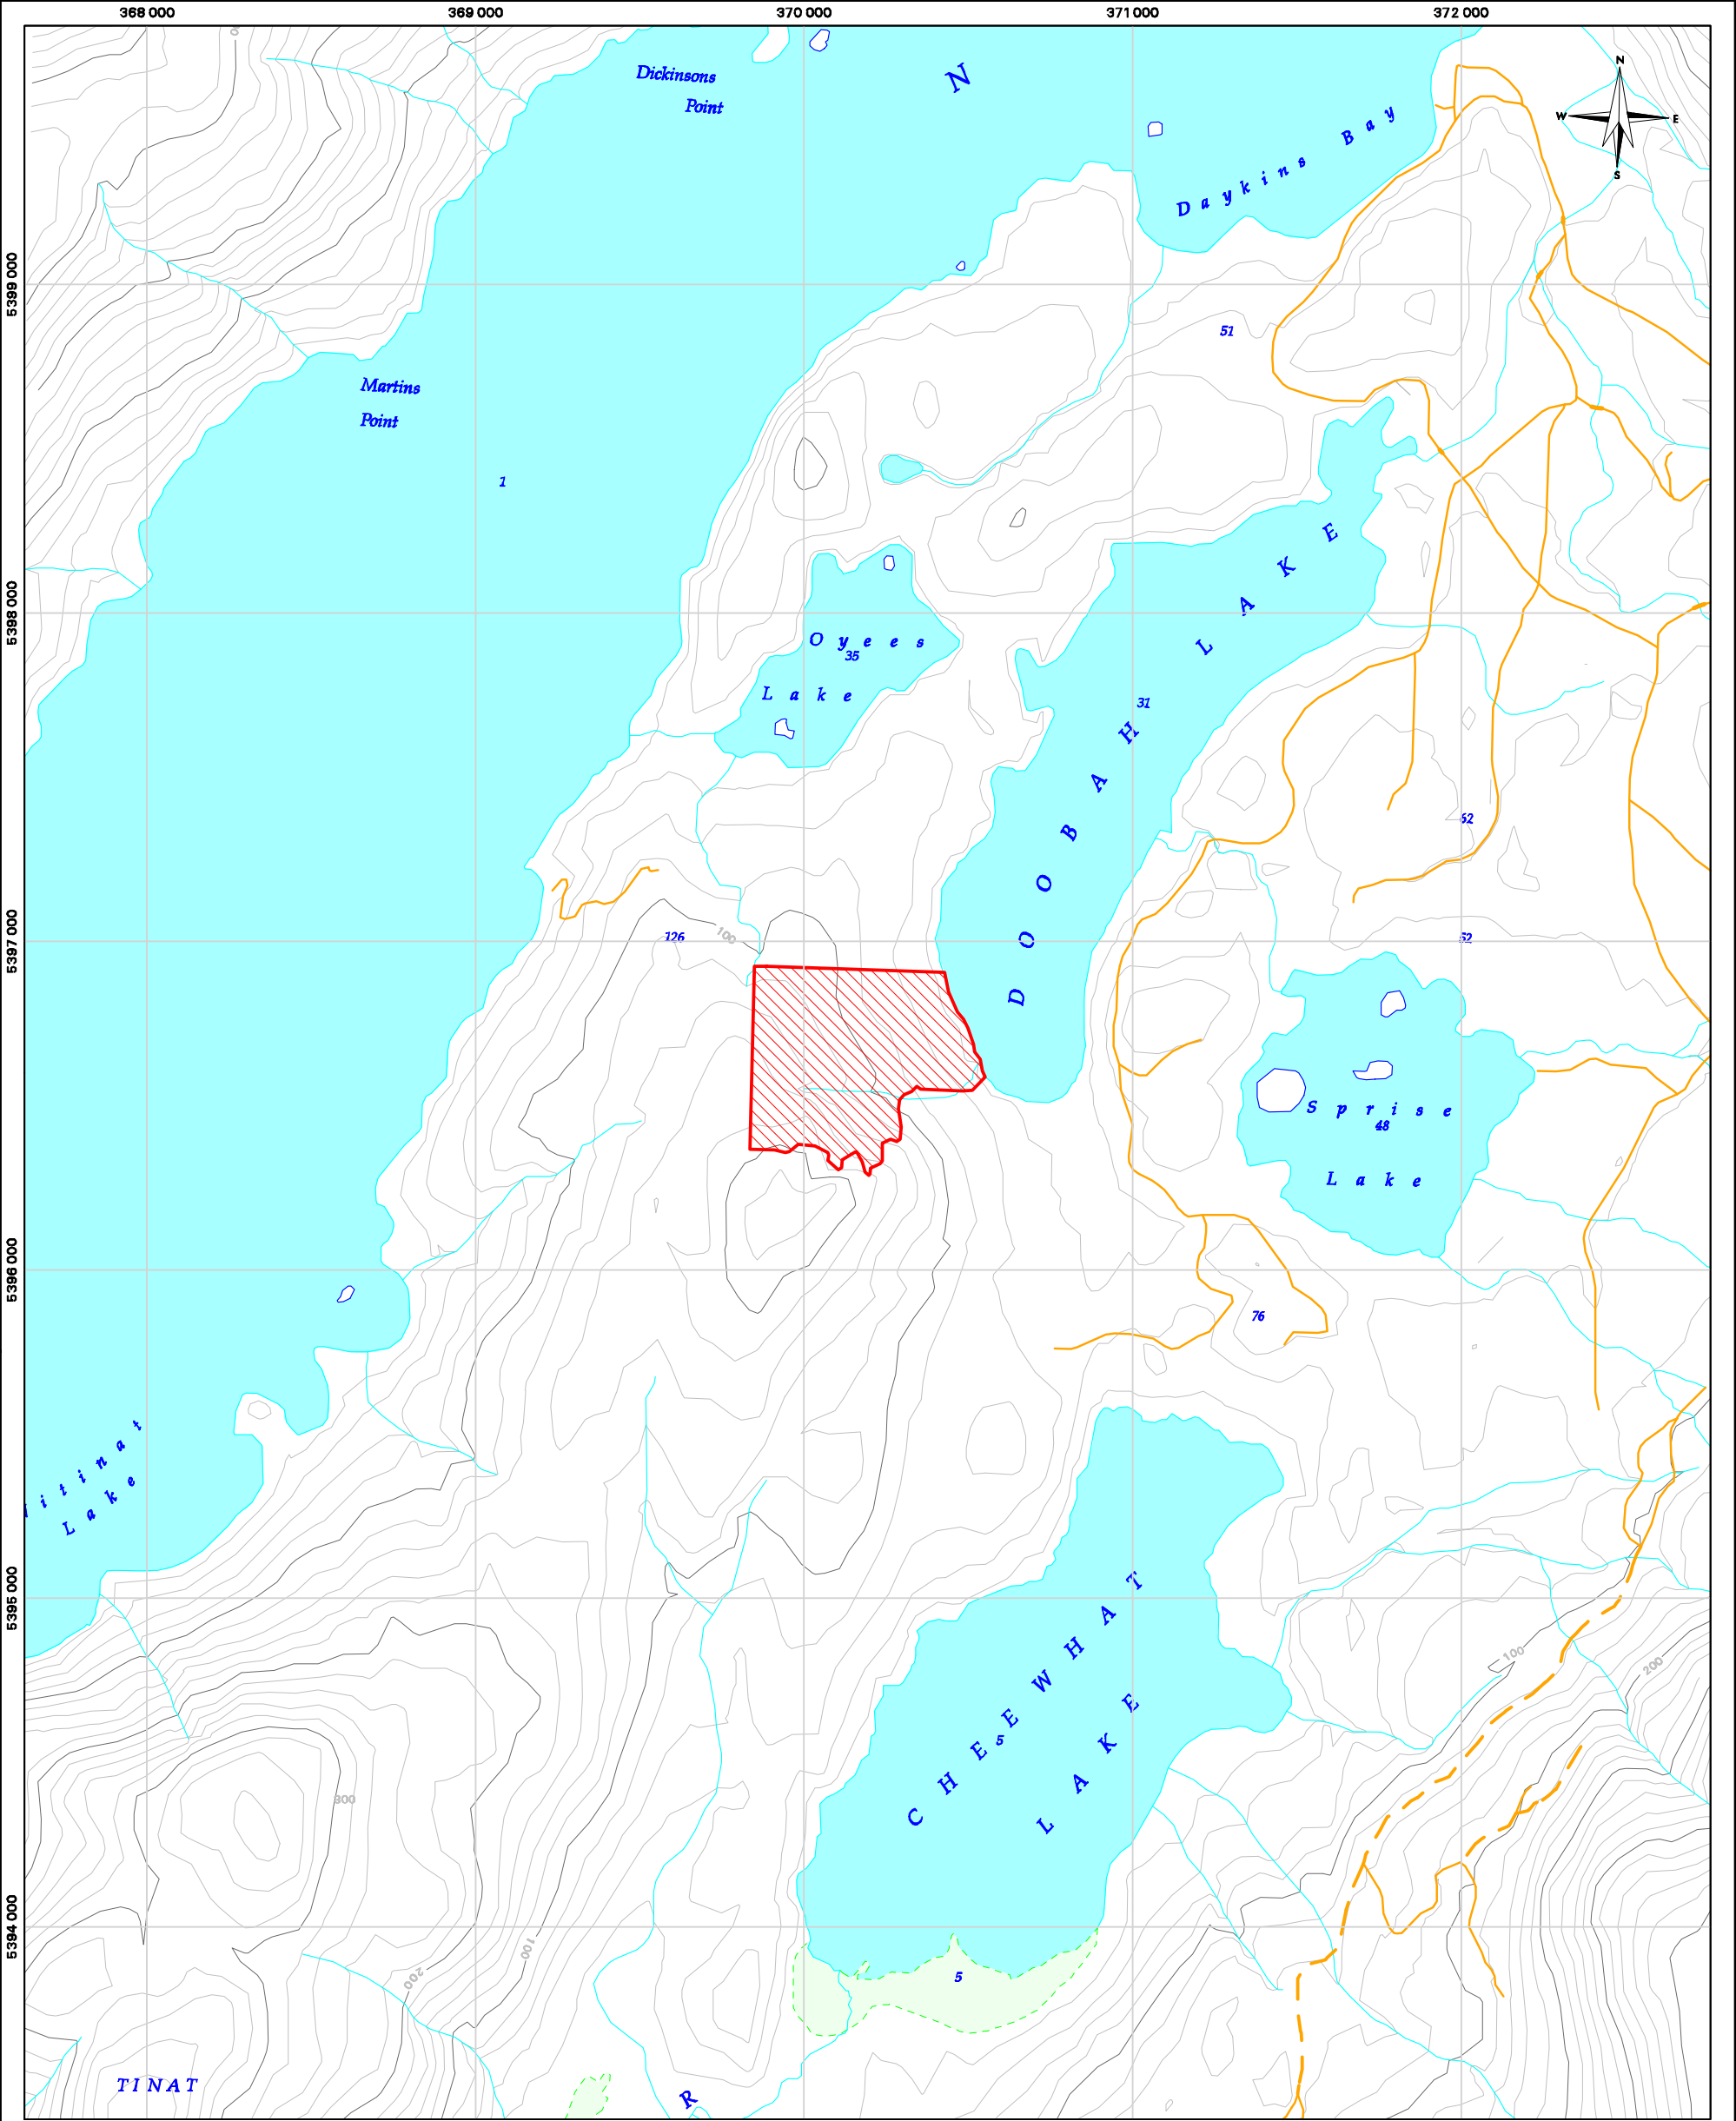 368 000 369 000 370 000 371 000 372 000
N
Dickinsons
Point
N
W E
S
Daykins Bay
5399 000
51
Martins
Point
1
5398 000
Oyees
35
Lake
31
DOOBAH LAKE
62
5397 000
126
100
52
Sprise
48
Lake
5396 000
76
itinat
Lake
5395 000
CHEEWHAT
LAKE
5
100
200
300
5394 000
100
200
5
TINAT
R